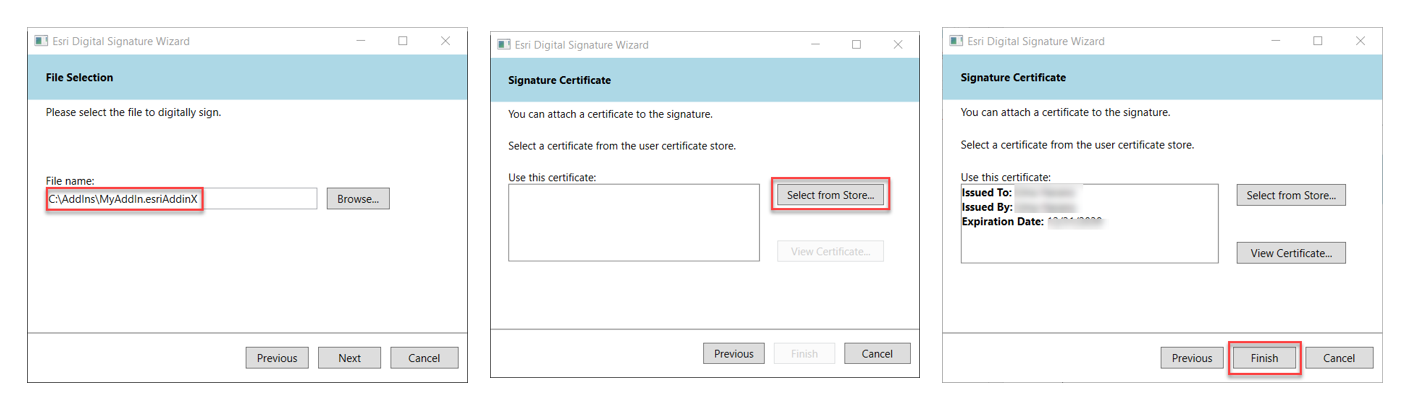 Esri Digital Signature Wizard
File Selection
Please select the file to digitally sign.
File name:
C:\AddIns\MyAddIn.esriAddinX
Browse...
Previous
Next
Cancel
Esri Digital Signature Wizard
Signature Certificate
You can attach a certificate to the signature.
Select a certificate from the user certificate store.
Use this certificate:
Select from Store...
View Certificate...
Previous
Finish
Cancel
Esri Digital Signature Wizard
Signature Certificate
You can attach a certificate to the signature.
Select a certificate from the user certificate store.
Use this certificate:
Issued To:
Issued By:
Expiration Date:
Select from Store...
View Certificate...
Previous
Finish
Cancel